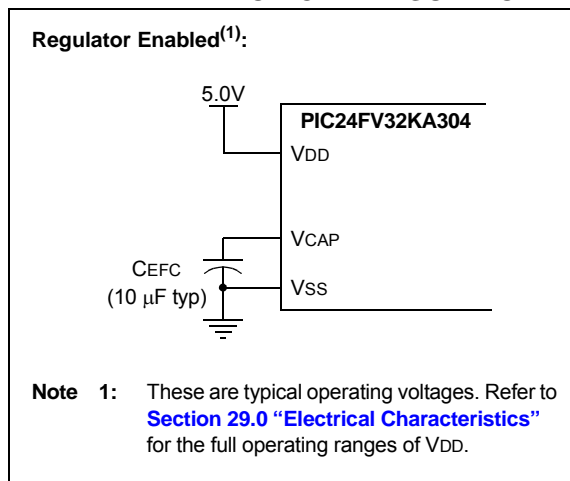 Regulator Enabled(1):
5.0V
PIC24FV32KA304
VDD
VCAP
CEFC
(10 μF typ)
VSS
Note 1: These are typical operating voltages. Refer to
Section 29.0 “Electrical Characteristics”
for the full operating ranges of VDD.